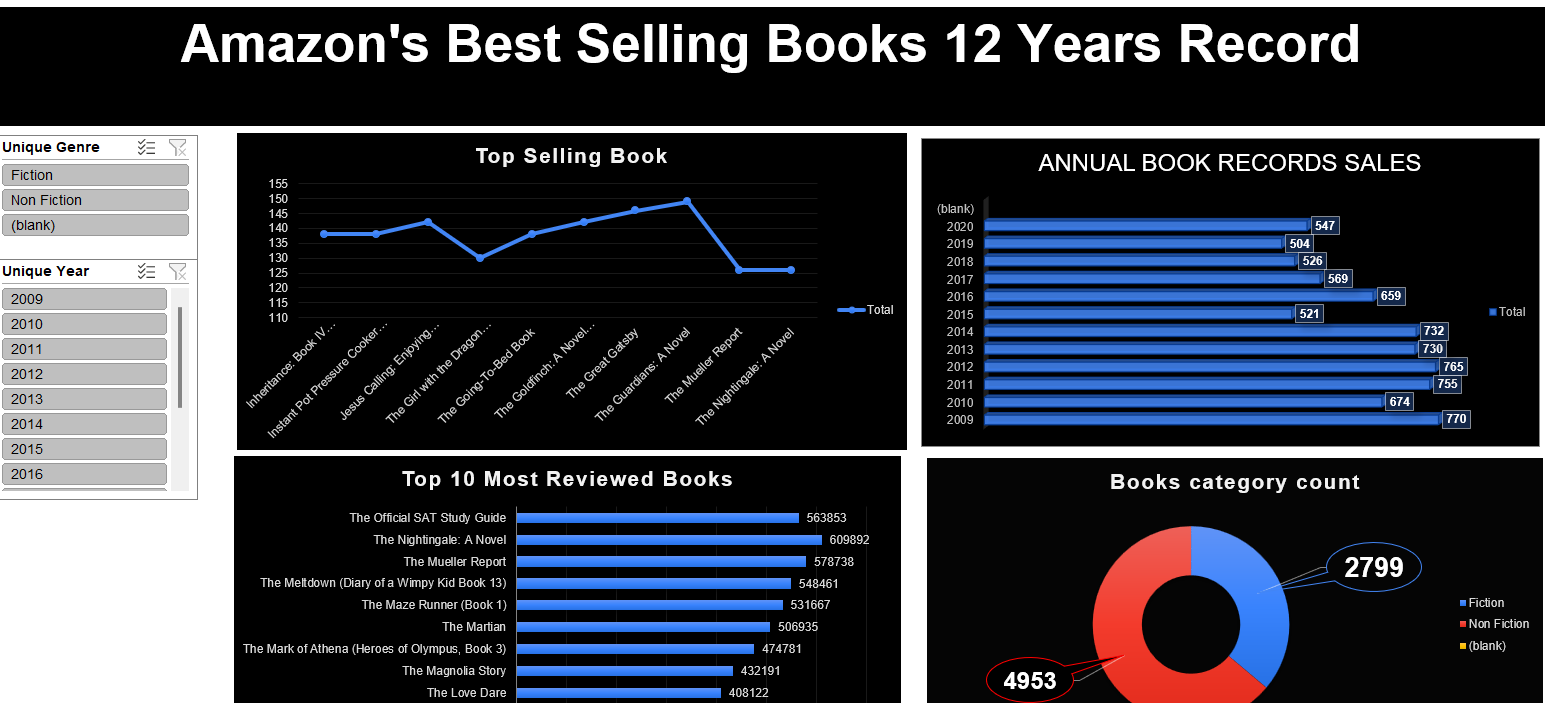 Amazon's Best Selling Books 12 Years Record
Unique Genre
Fiction
Non Fiction
(blank)
Unique Year
2009
2010
2011
2012
2013
2014
2015
2016
Top Selling Book
155
150
145
140
135
130
125
120
115
110
Inheritance: Book IV...
Instant Pot Pressure Cooker...
Jesus Calling: Enjoying...
The Girl with the Dragon...
The Going-To-Bed Book
The Goldfinch: A Novel...
The Great Gatsby
The Guardians: A Novel
The Mueller Report
The Nightingale: A Novel
Total
ANNUAL BOOK RECORDS SALES
(blank)
2020 547
2019 504
2018 526
2017 569
2016 659
2015 521
2014 732
2013 730
2012 765
2011 755
2010 674
2009 770
Total
Top 10 Most Reviewed Books
The Official SAT Study Guide 563853
The Nightingale: A Novel 609892
The Mueller Report 578738
The Meltdown (Diary of a Wimpy Kid Book 13) 548461
The Maze Runner (Book 1) 531667
The Martian 506935
The Mark of Athena (Heroes of Olympus, Book 3) 474781
The Magnolia Story 432191
The Love Dare 408122
Books category count
2799
4953
Fiction
Non Fiction
(blank)